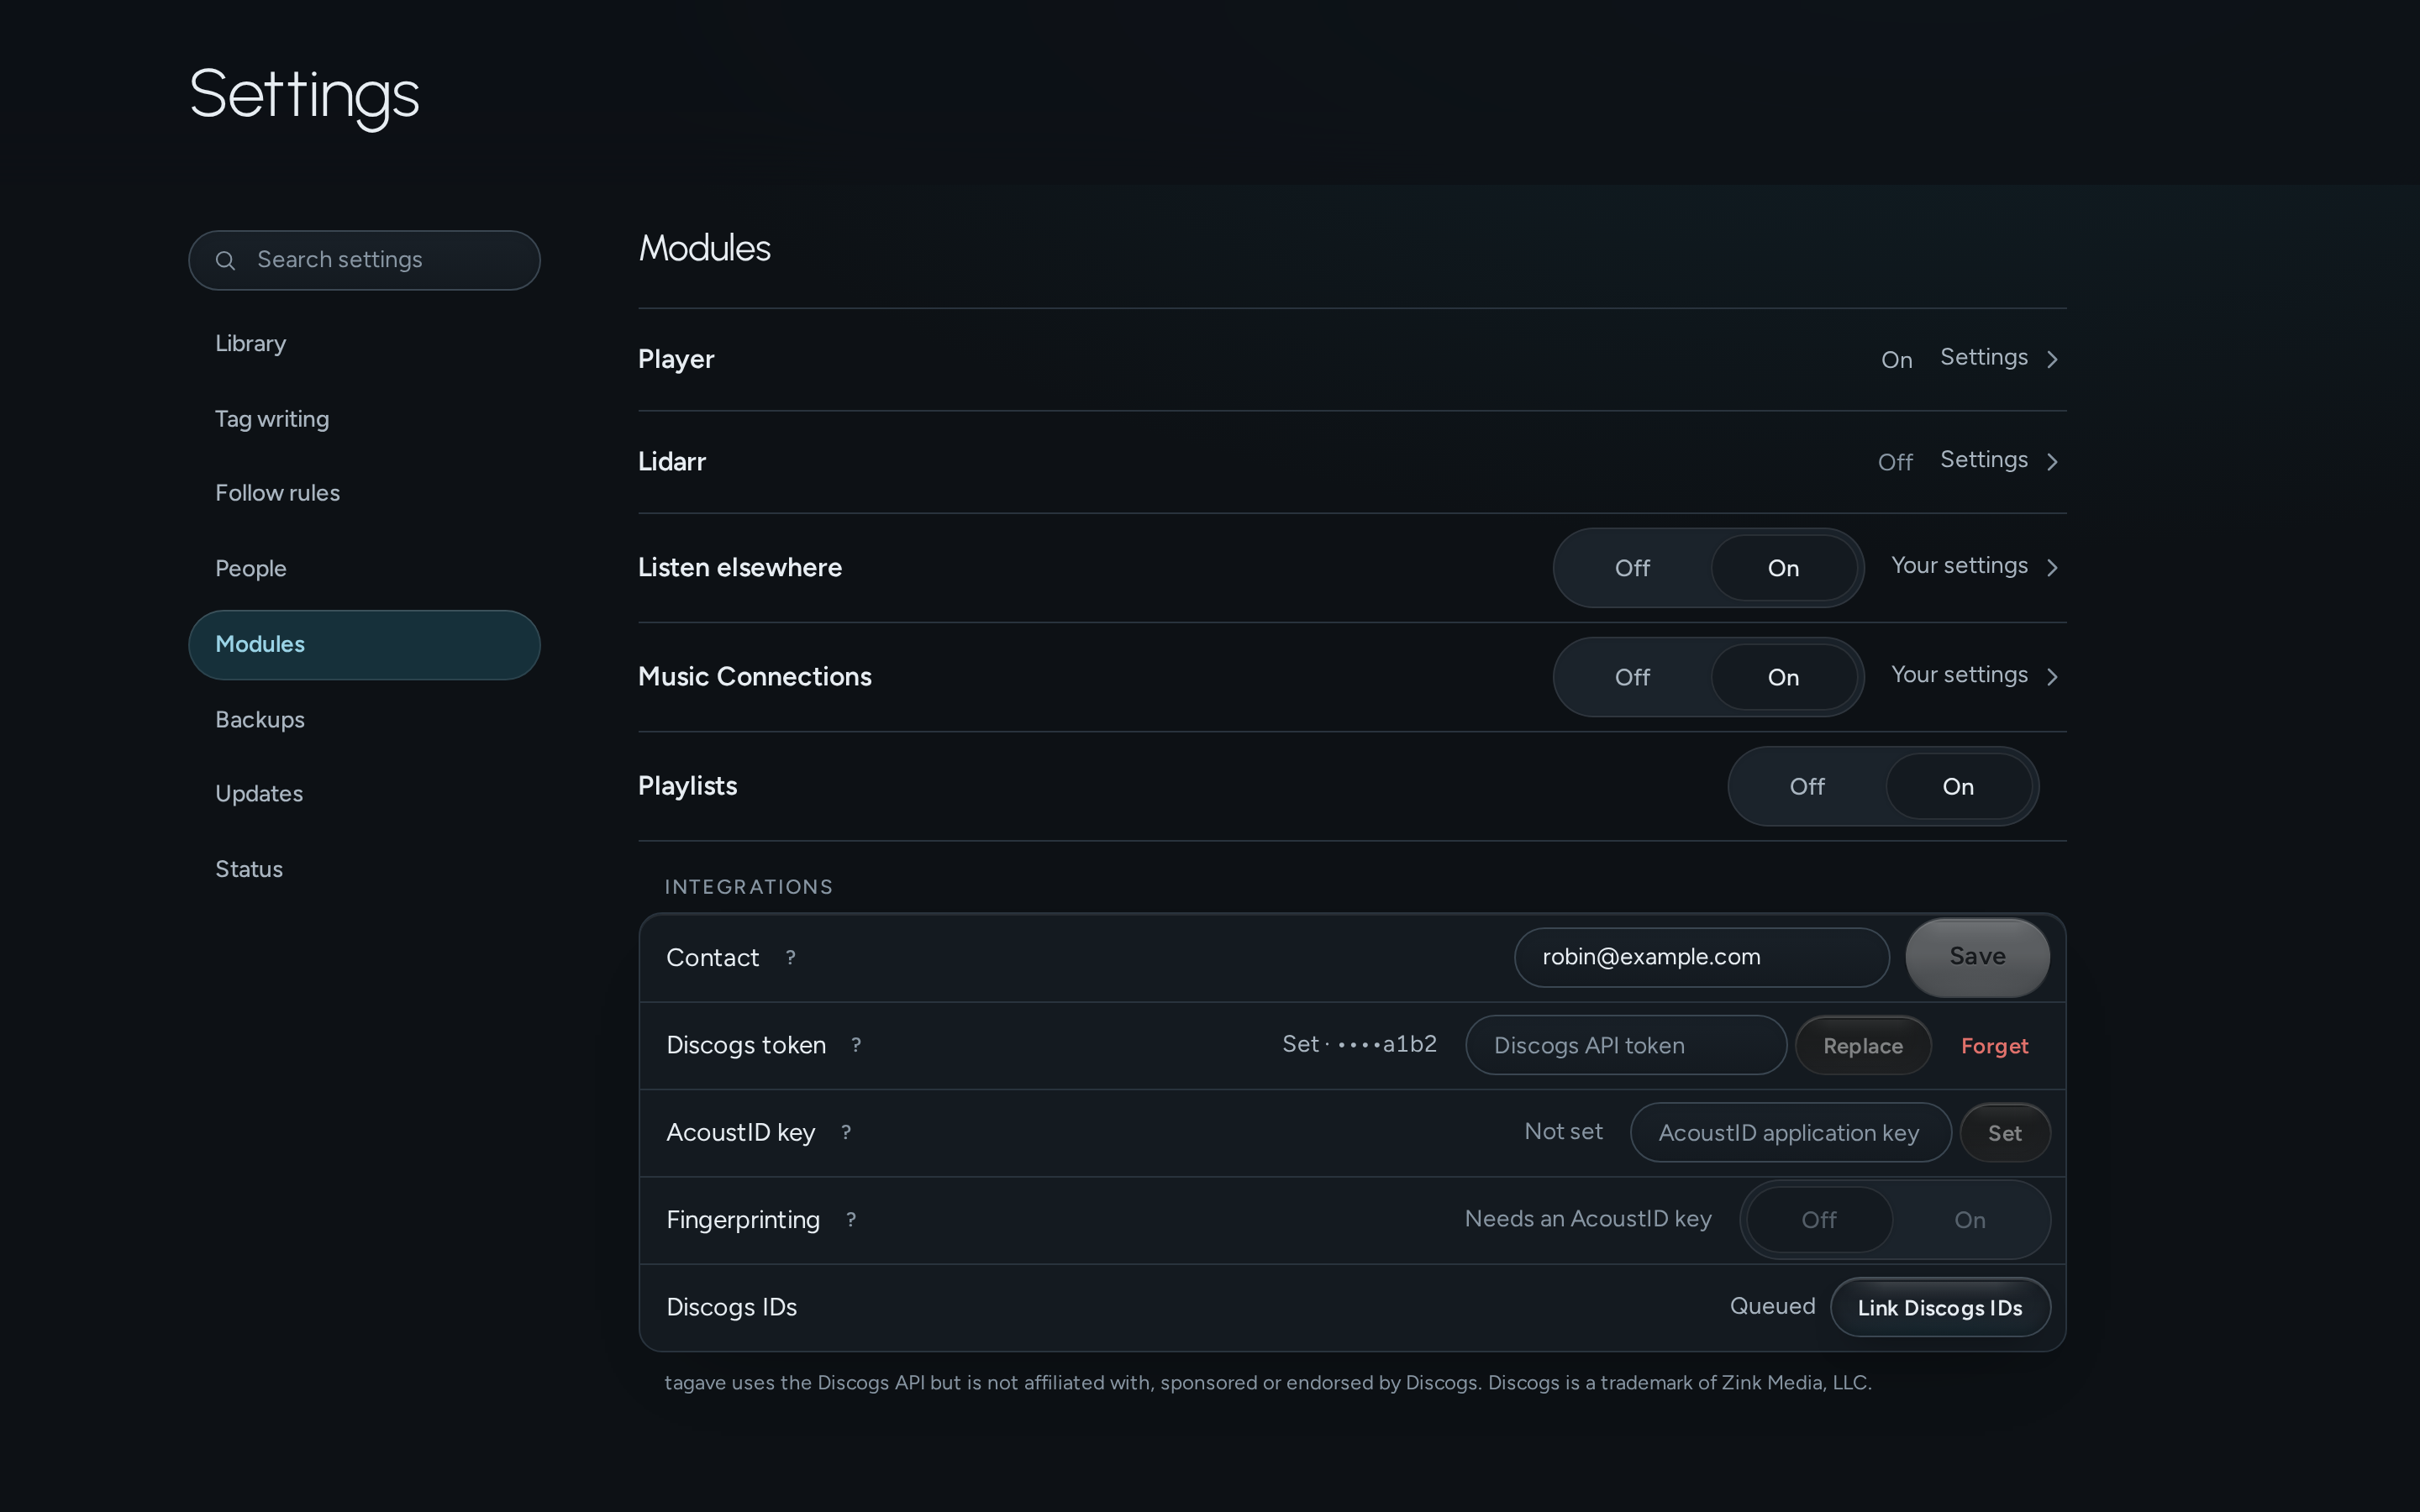 Settings
Search settings
Library
Tag writing
Follow rules
People
Modules
Backups
Updates
Status
Modules
Player On Settings
Lidarr Off Settings
Listen elsewhere Off On Your settings
Music Connections Off On Your settings
Playlists Off On
INTEGRATIONS
Contact ? robin@example.com Save
Discogs token ? Set · ••••a1b2 Discogs API token Replace Forget
AcoustID key ? Not set AcoustID application key Set
Fingerprinting ? Needs an AcoustID key Off On
Discogs IDs Queued Link Discogs IDs
tagave uses the Discogs API but is not affiliated with, sponsored or endorsed by Discogs. Discogs is a trademark of Zink Media, LLC.